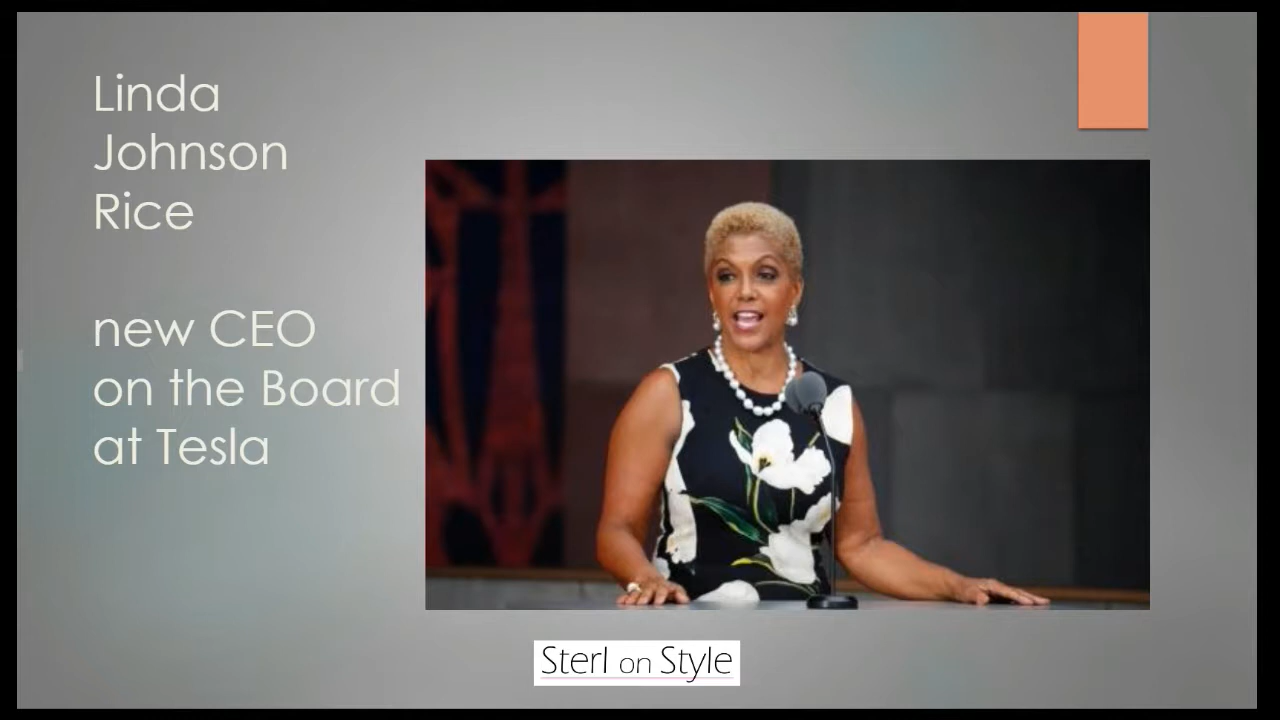 Linda
Johnson
Rice
new CEO
on the Board
at Tesla
Sterl on Style